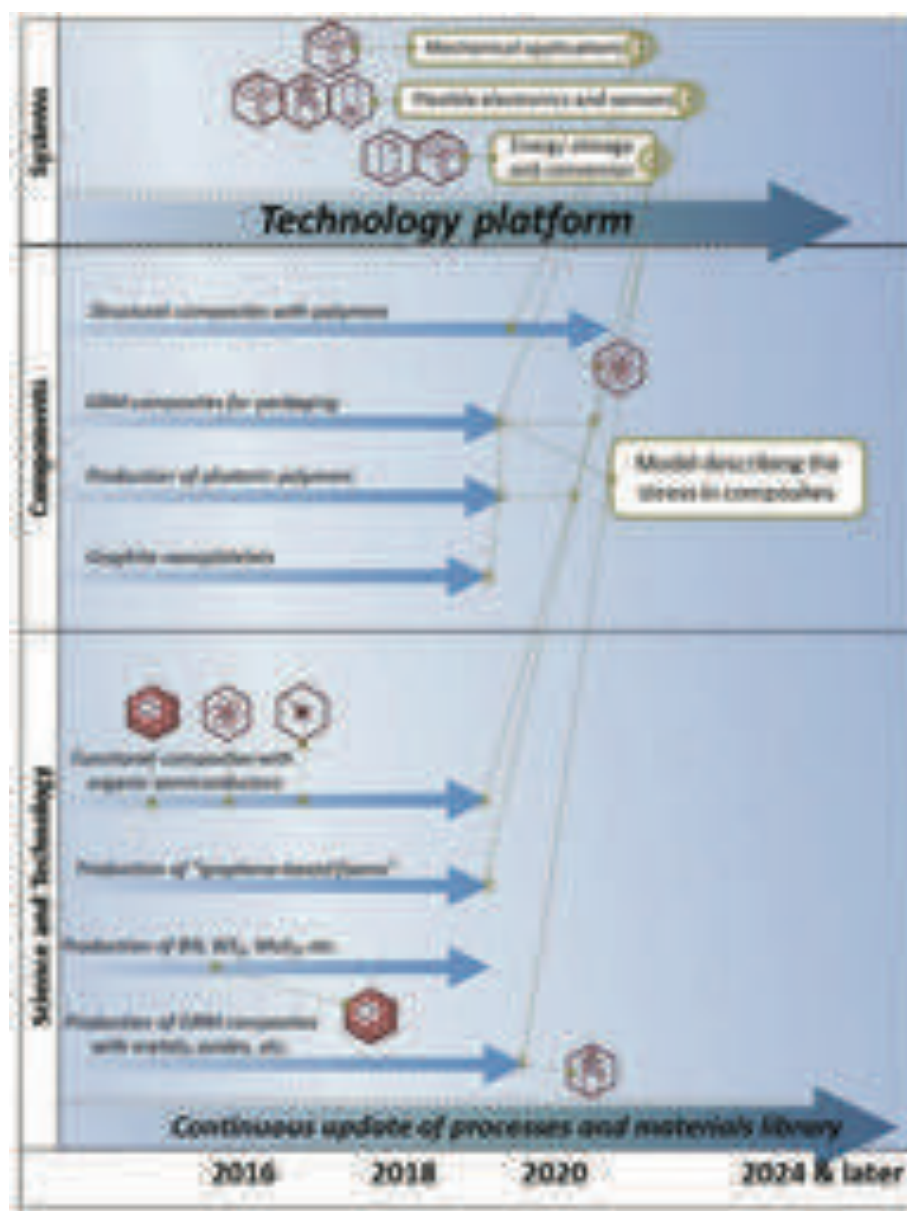 Systems
Mechanical applications
Flexible electronics and sensors
Energy storage
and conversion
Technology platform
Components
Structural composites with polymers
GRM composites for packaging
Production of photonic polymers
Model describing the
stress in composites
Graphite nanoplatelets
Science and Technology
Functional composites with
organic semiconductors
Production of "graphene-based foams"
Production of BN, WS₂, MoS₂, etc.
Production of GRM composites
with metals, oxides, etc.
Continuous update of processes and materials library
2016 2018 2020 2024 & later